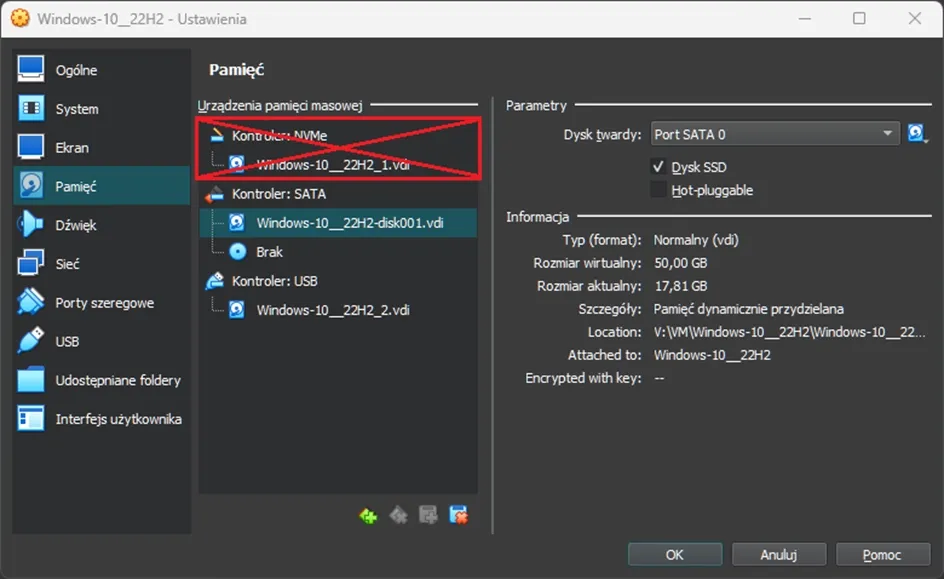 Windows-10__22H2 - Ustawienia
Ogólne
System
Ekran
Pamięć
Dźwięk
Sieć
Porty szeregowe
USB
Udostępniane foldery
Interfejs użytkownika
Pamięć
Urządzenia pamięci masowej
Kontroler: NVMe
Windows-10__22H2_1.vdi
Kontroler: SATA
Windows-10__22H2-disk001.vdi
Brak
Kontroler: USB
Windows-10__22H2_2.vdi
Parametry
Dysk twardy: Port SATA 0
Dysk SSD
Hot-pluggable
Informacja
Typ (format): Normalny (vdi)
Rozmiar wirtualny: 50,00 GB
Rozmiar aktualny: 17,81 GB
Szczegóły: Pamięć dynamicznie przydzielana
Location: V:\VM\Windows-10__22H2\Windows-10__22...
Attached to: Windows-10__22H2
Encrypted with key: --
OK Anuluj Pomoc